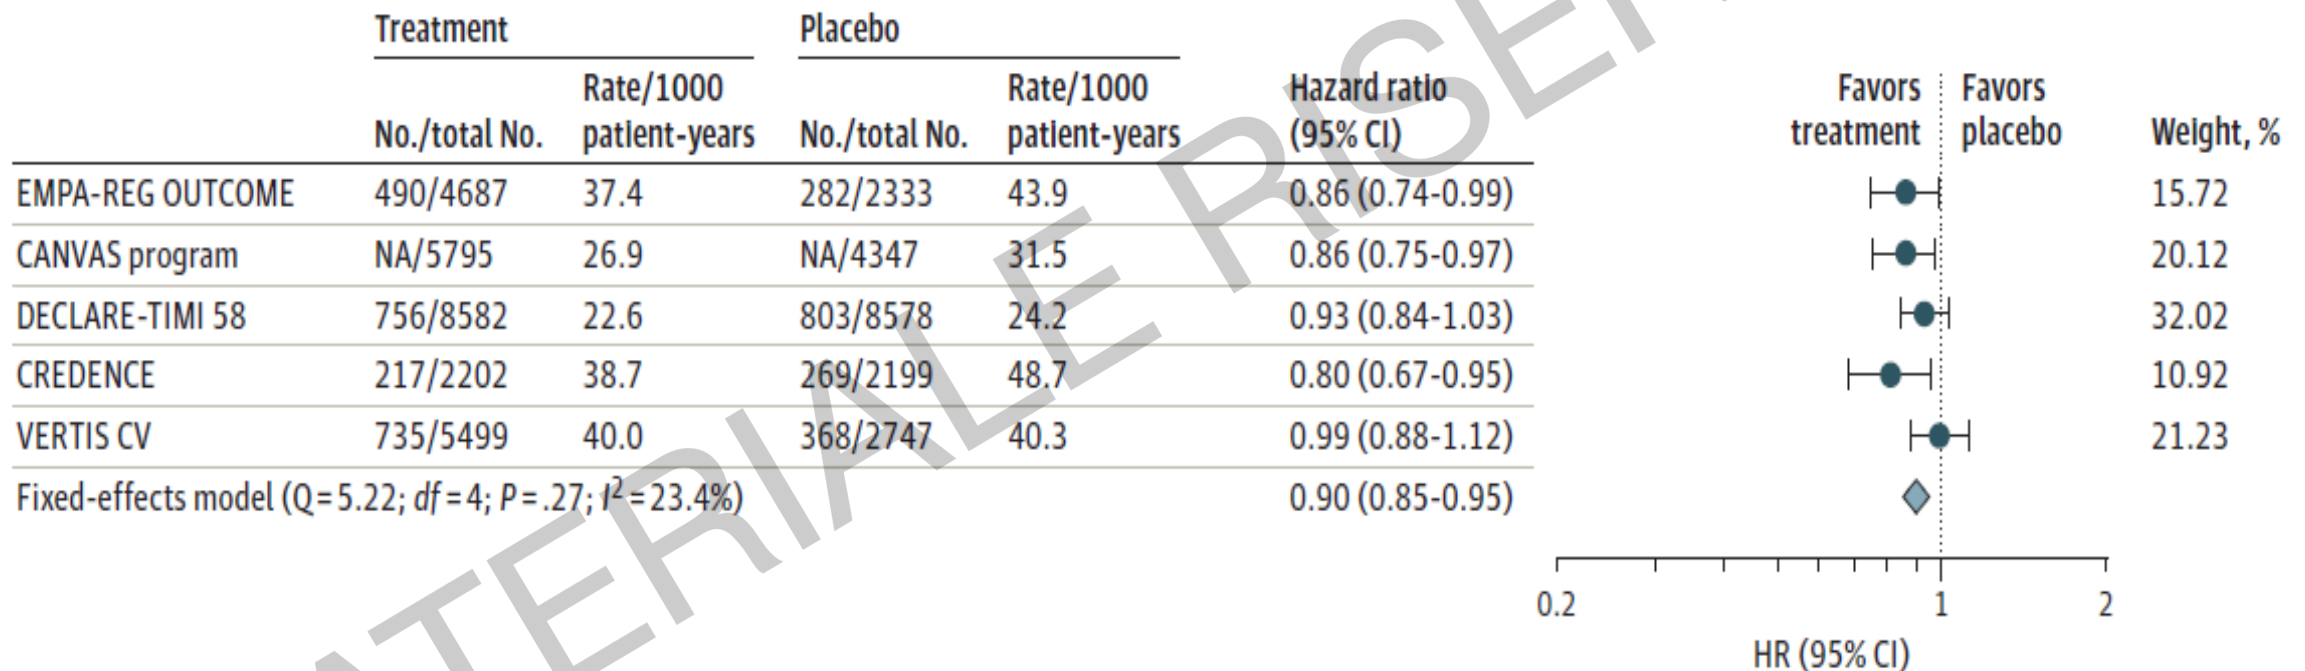 Treatment Placebo
Rate/1000 Rate/1000 Hazard ratio Favors Favors
No./total No. patient-years No./total No. patient-years (95% CI) treatment placebo Weight, %
EMPA-REG OUTCOME 490/4687 37.4 282/2333 43.9 0.86 (0.74-0.99) 15.72
CANVAS program NA/5795 26.9 NA/4347 31.5 0.86 (0.75-0.97) 20.12
DECLARE-TIMI 58 756/8582 22.6 803/8578 24.2 0.93 (0.84-1.03) 32.02
CREDENCE 217/2202 38.7 269/2199 48.7 0.80 (0.67-0.95) 10.92
VERTIS CV 735/5499 40.0 368/2747 40.3 0.99 (0.88-1.12) 21.23
Fixed-effects model (Q=5.22; df=4; P=.27; I²=23.4%) 0.90 (0.85-0.95)
0.2 1 2
HR (95% CI)
ATERIALE RISE